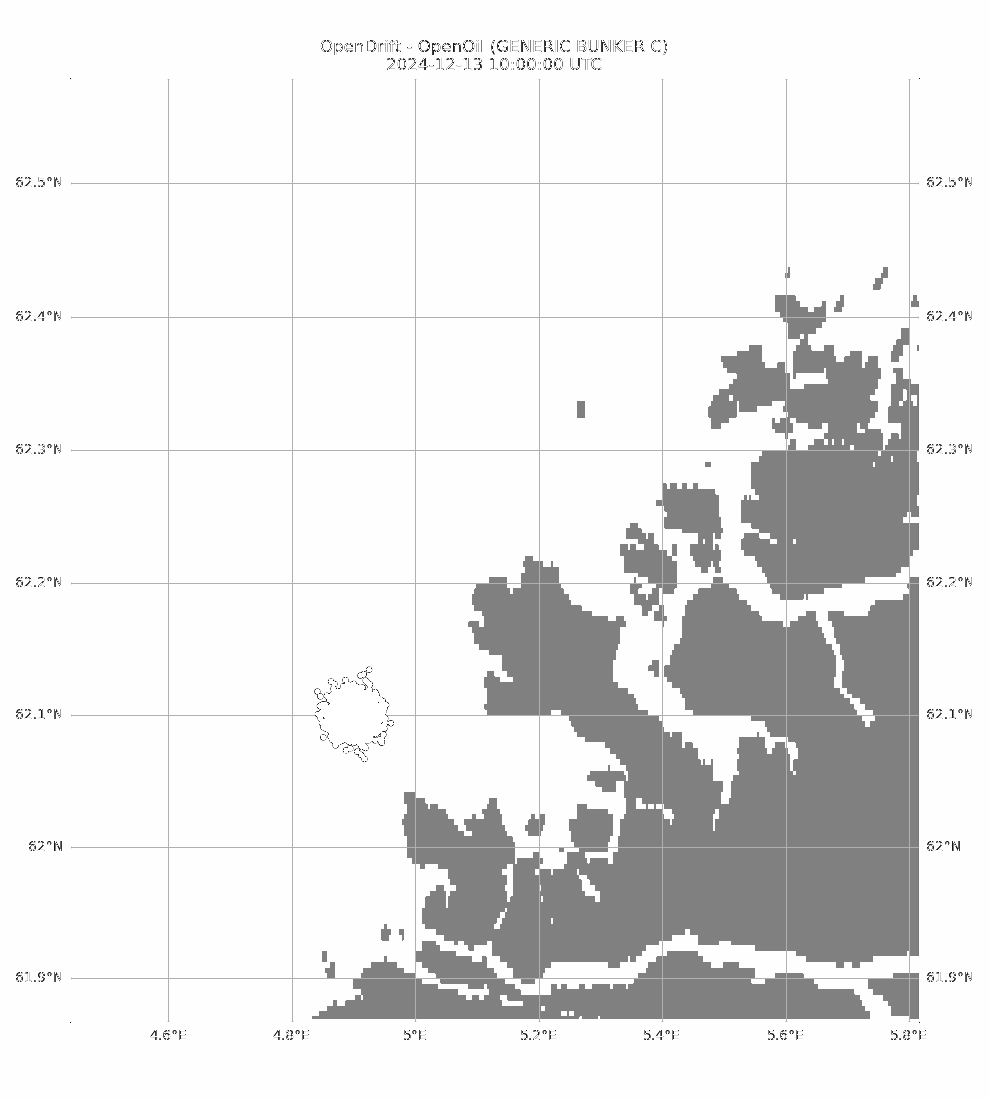 OpenDrift - OpenOil (GENERIC BUNKER C)
2024-12-13 10:00:00 UTC
62.5°N 62.5°N
62.4°N 62.4°N
62.3°N 62.3°N
62.2°N 62.2°N
62.1°N 62.1°N
62°N 62°N
61.9°N 61.9°N
4.6°E 4.8°E 5°E 5.2°E 5.4°E 5.6°E 5.8°E